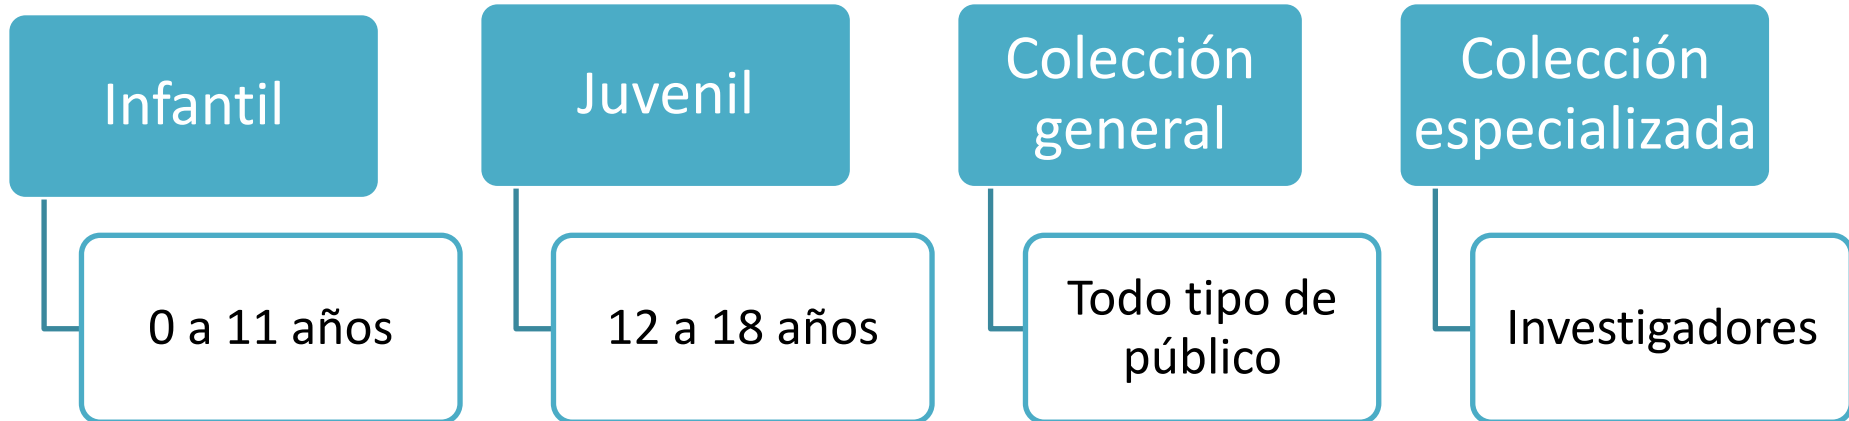 Infantil
0 a 11 años
Juvenil
12 a 18 años
Colección
general
Todo tipo de
público
Colección
especializada
Investigadores